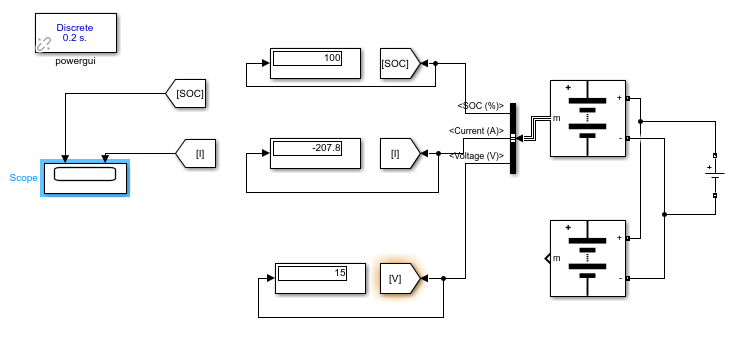 Discrete
0.2 s.
powergui
[SOC]
[I]
Scope
100
[SOC]
-207.8
[I]
15
[V]
<SOC (%)>
<Current (A)>
<Voltage (V)>
+
m
+
-
+
+
m
+
-